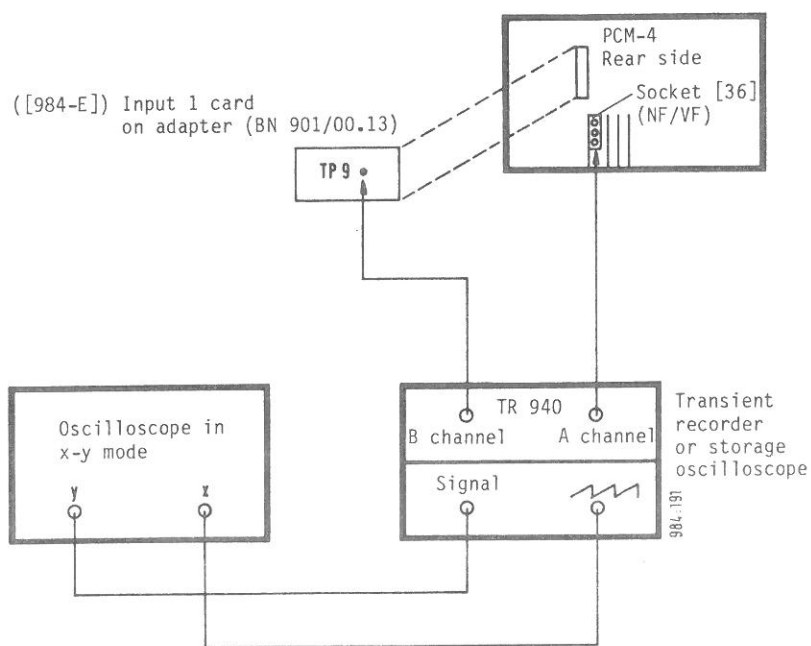 PCM-4
Rear side
Socket [36]
(NF/VF)
([984-E]) Input 1 card
on adapter (BN 901/00.13)
TP 9
TR 940
B channel
A channel
Transient
recorder
or storage
oscilloscope
Oscilloscope in
x-y mode
y
x
Signal
984.191